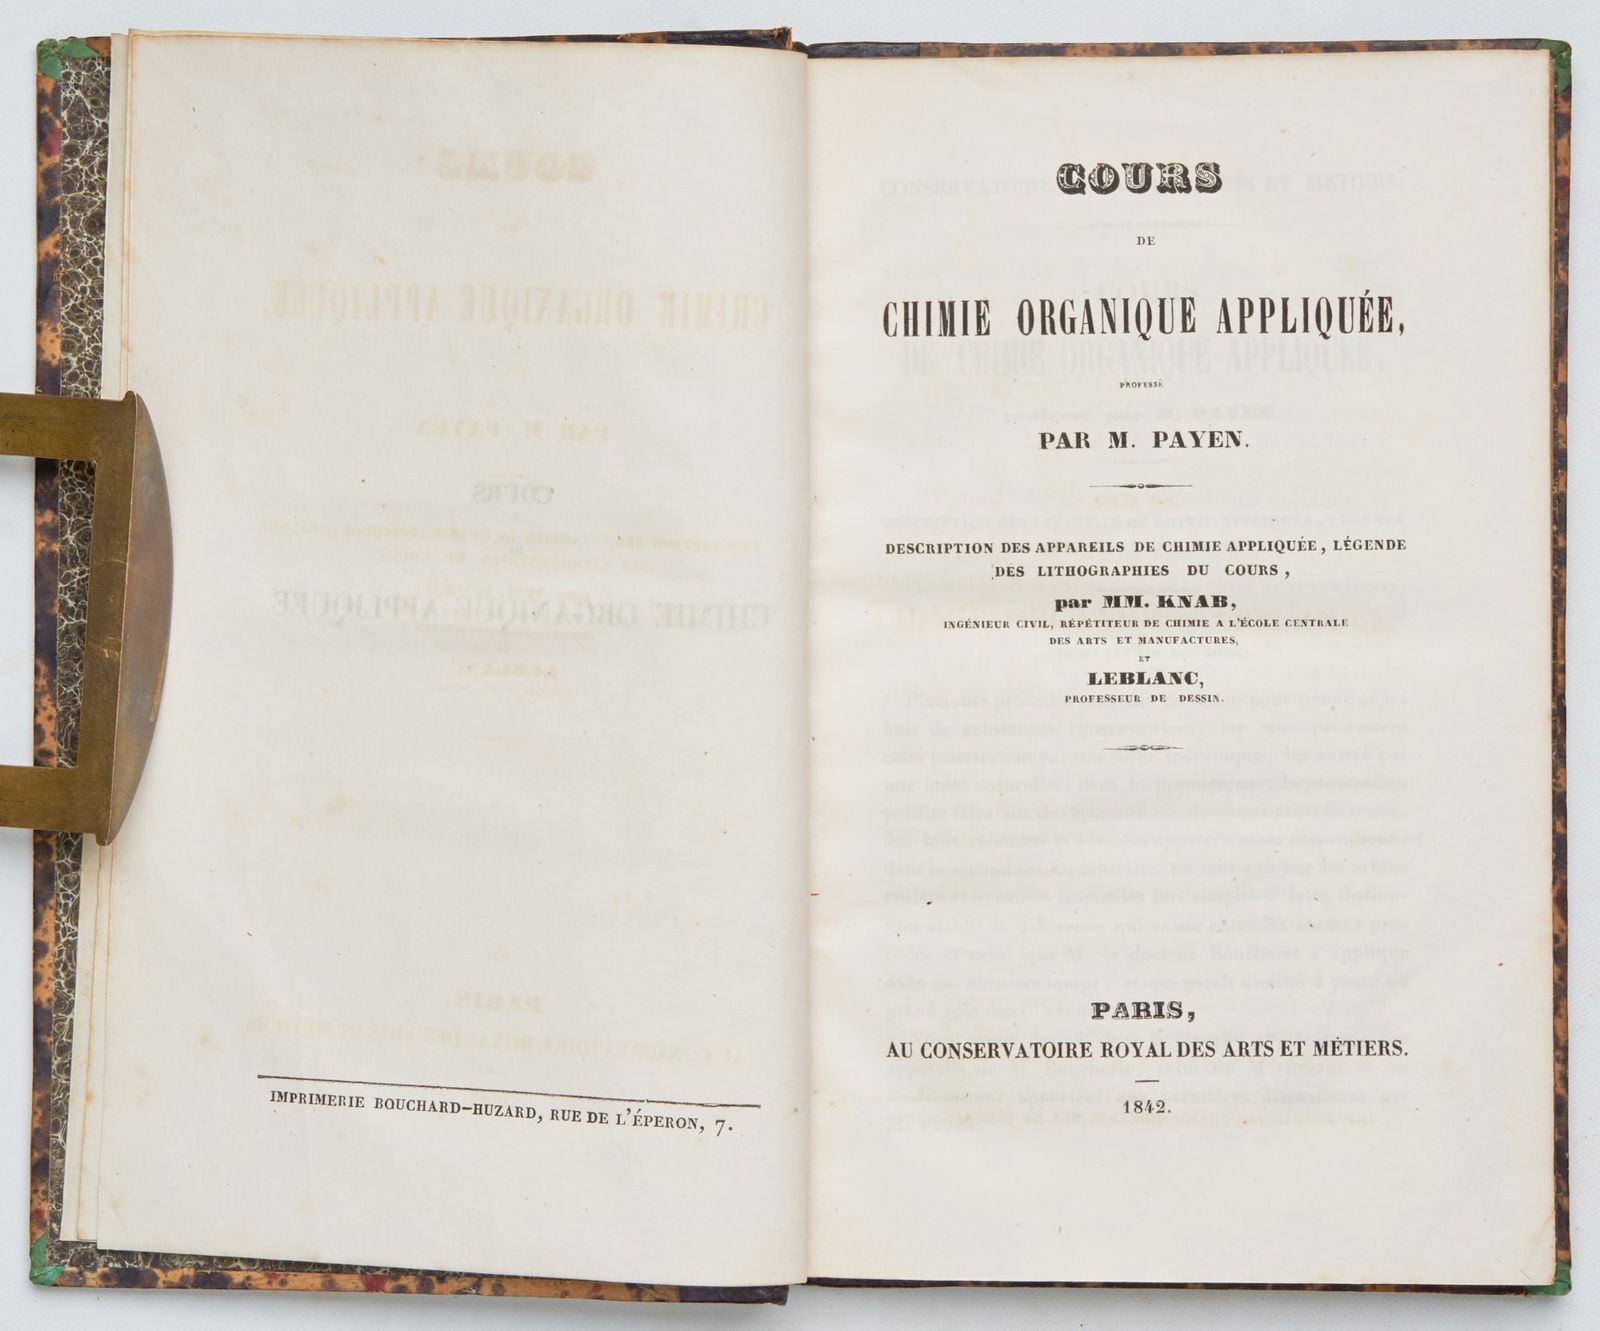 IMPRIMERIE BOUCHARD-HUZARD, RUE DE L'ÉPERON, 7.
COURS
DE
CHIMIE ORGANIQUE APPLIQUÉE,
PROFESSÉ
PAR M. PAYEN.
DESCRIPTION DES APPAREILS DE CHIMIE APPLIQUÉE, LÉGENDE
DES LITHOGRAPHIES DU COURS,
par MM. KNAB,
INGÉNIEUR CIVIL, RÉPÉTITEUR DE CHIMIE A L'ÉCOLE CENTRALE
DES ARTS ET MANUFACTURES,
ET
LEBLANC,
PROFESSEUR DE DESSIN.
PARIS,
AU CONSERVATOIRE ROYAL DES ARTS ET MÉTIERS.
1842.